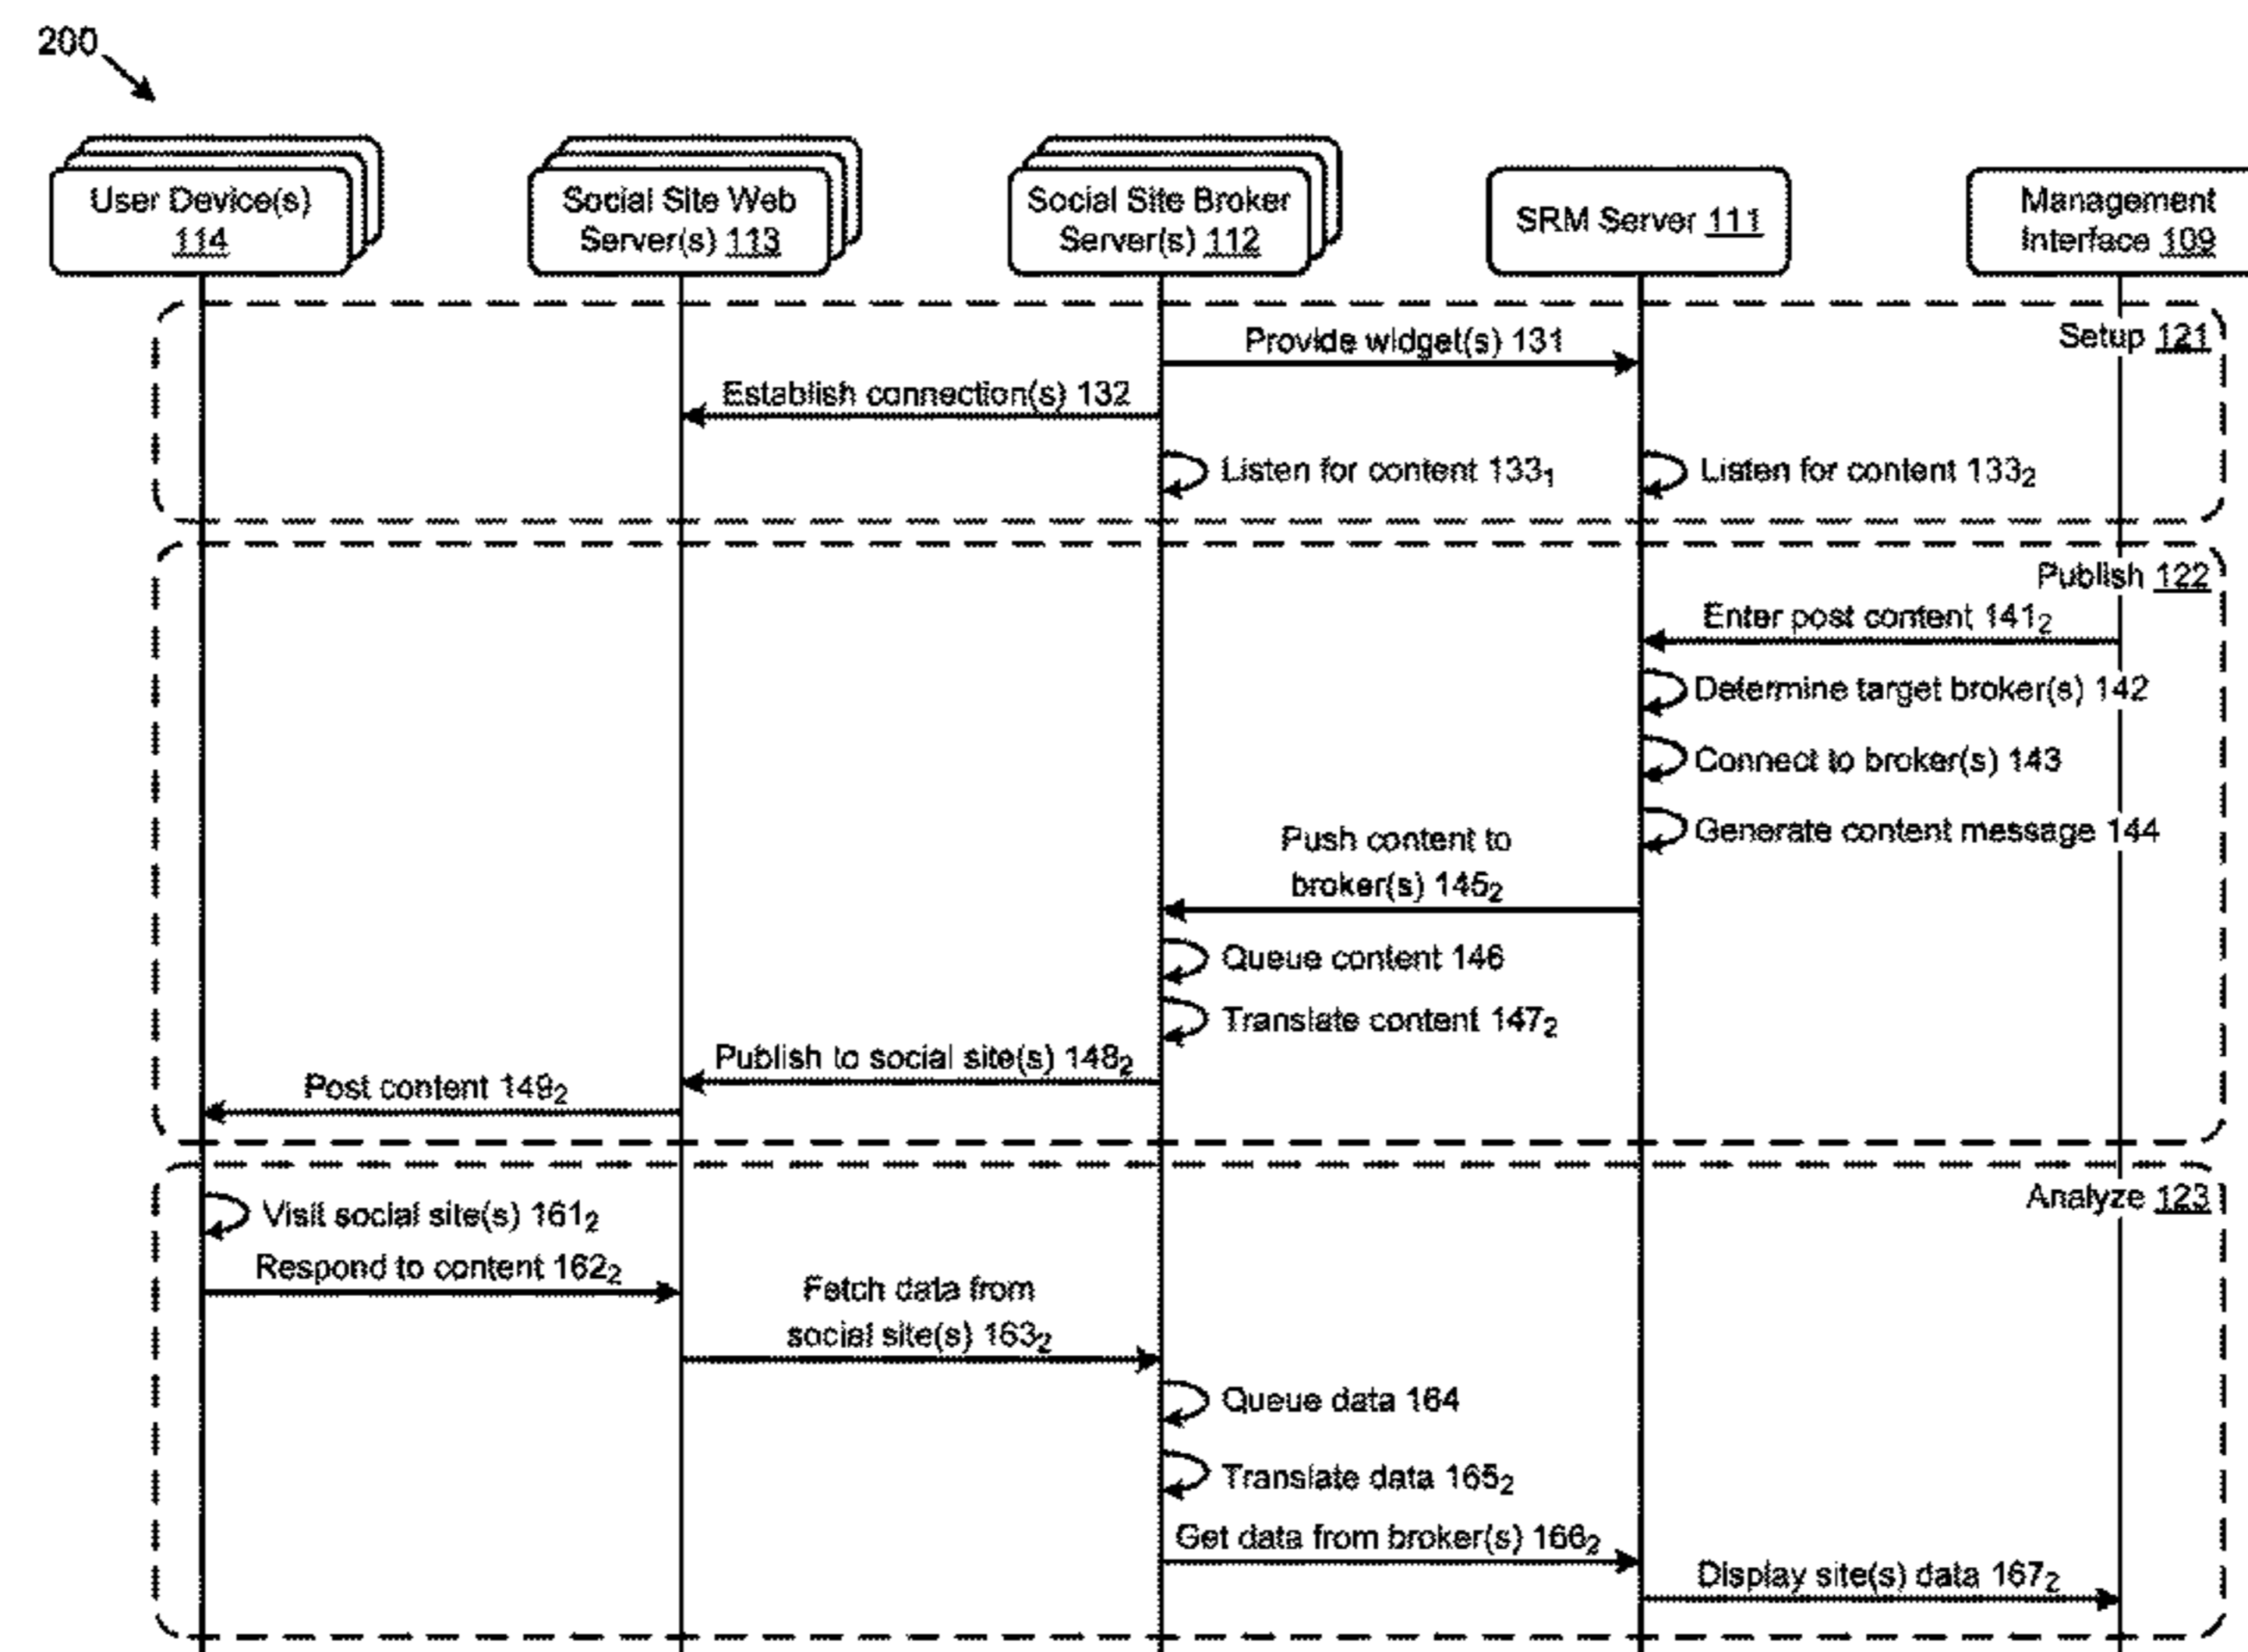 200
User Device(s)
114
Social Site Web
Server(s) 113
Social Site Broker
Server(s) 112
SRM Server 111
Management
Interface 109
Setup 121
Provide widget(s) 131
Establish connection(s) 132
Listen for content 133₁
Listen for content 133₂
Publish 122
Enter post content 141₂
Determine target broker(s) 142
Connect to broker(s) 143
Generate content message 144
Push content to
broker(s) 145₂
Queue content 146
Translate content 147₂
Publish to social site(s) 148₂
Post content 149₂
Analyze 123
Visit social site(s) 161₂
Respond to content 162₂
Fetch data from
social site(s) 163₂
Queue data 164
Translate data 165₂
Get data from broker(s) 166₂
Display site(s) data 167₂